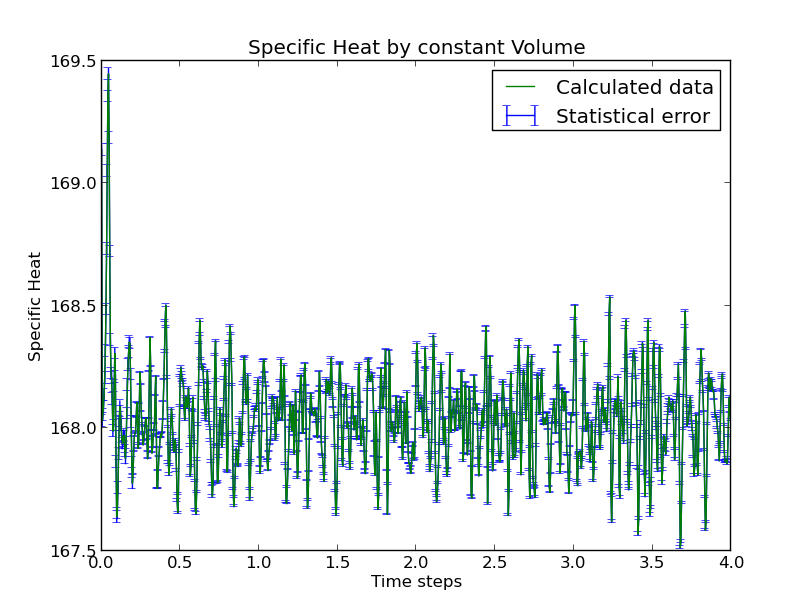 Specific Heat by constant Volume
169.5
169.0
168.5
168.0
167.5
Specific Heat
Calculated data
Statistical error
0.0 0.5 1.0 1.5 2.0 2.5 3.0 3.5 4.0
Time steps